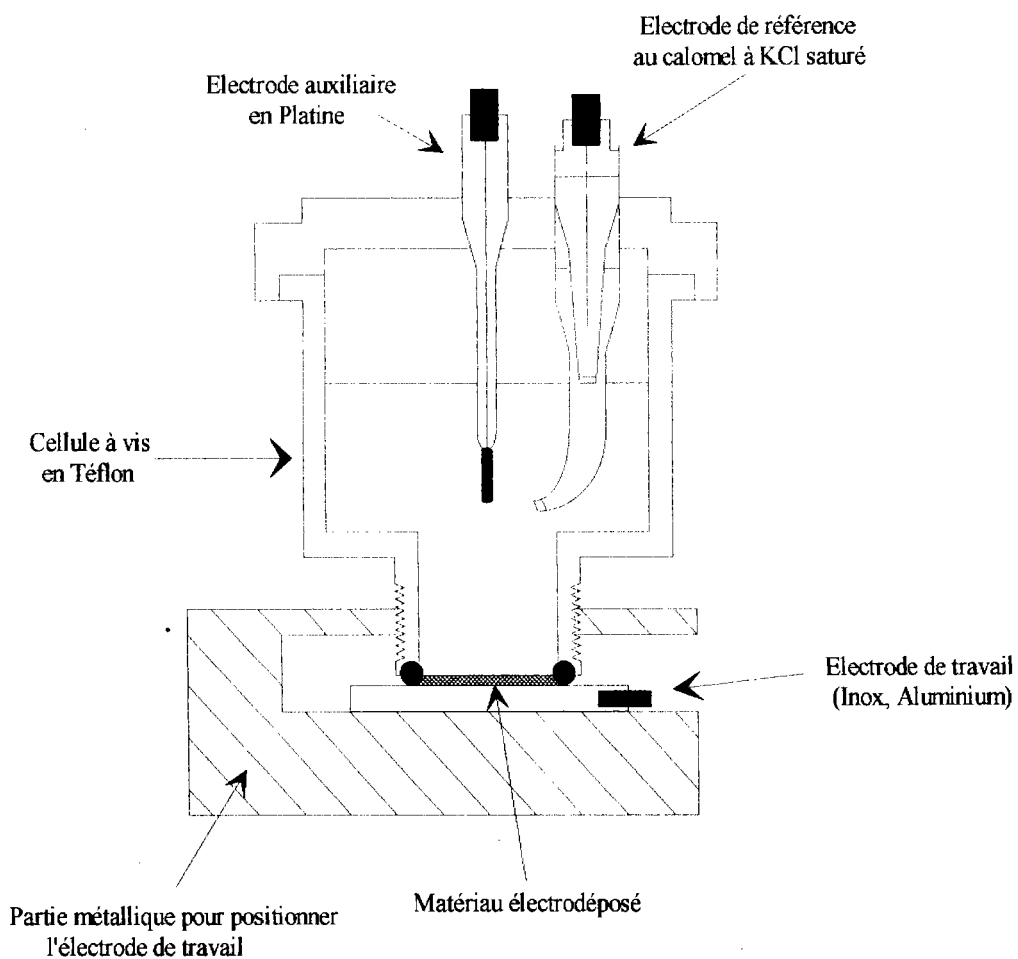 Electrode de référence
au calomel à KCl saturé
Electrode auxiliaire
en Platine
Cellule à vis
en Téflon
Electrode de travail
(Inox, Aluminium)
Matériau électrodéposé
Partie métallique pour positionner
l'électrode de travail